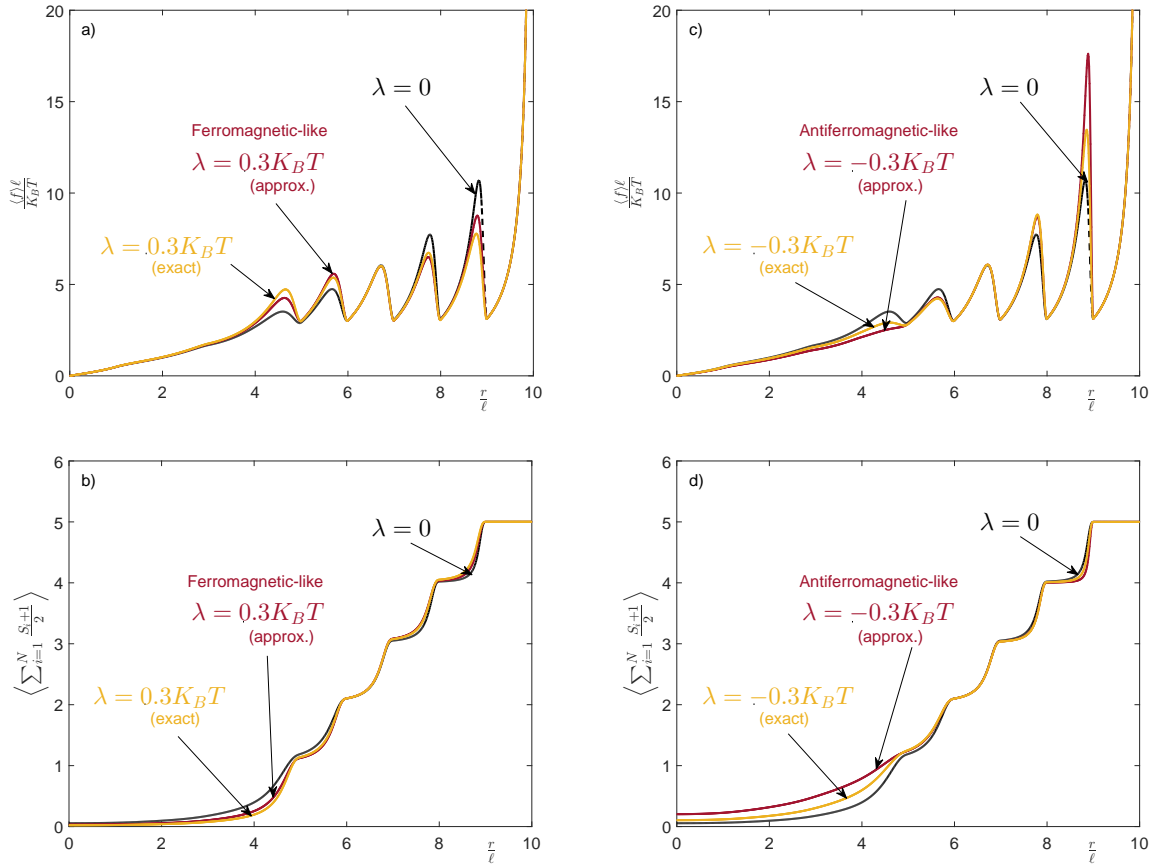 a)
20
15
10
5
0
⟨f⟩ℓ / K_B T
λ = 0
Ferromagnetic-like
λ = 0.3K_BT
(approx.)
λ = 0.3K_BT
(exact)
0 2 4 6 8 10
r/ℓ
c)
20
15
10
5
0
⟨f⟩ℓ / K_B T
λ = 0
Antiferromagnetic-like
λ = −0.3K_BT
(approx.)
λ = −0.3K_BT
(exact)
0 2 4 6 8 10
r/ℓ
b)
6
5
4
3
2
1
0
⟨∑_{i=1}^{N} (S_i+1)/2⟩
λ = 0
Ferromagnetic-like
λ = 0.3K_BT
(approx.)
λ = 0.3K_BT
(exact)
0 2 4 6 8 10
r/ℓ
d)
6
5
4
3
2
1
0
⟨∑_{i=1}^{N} (S_i+1)/2⟩
λ = 0
Antiferromagnetic-like
λ = −0.3K_BT
(approx.)
λ = −0.3K_BT
(exact)
0 2 4 6 8 10
r/ℓ